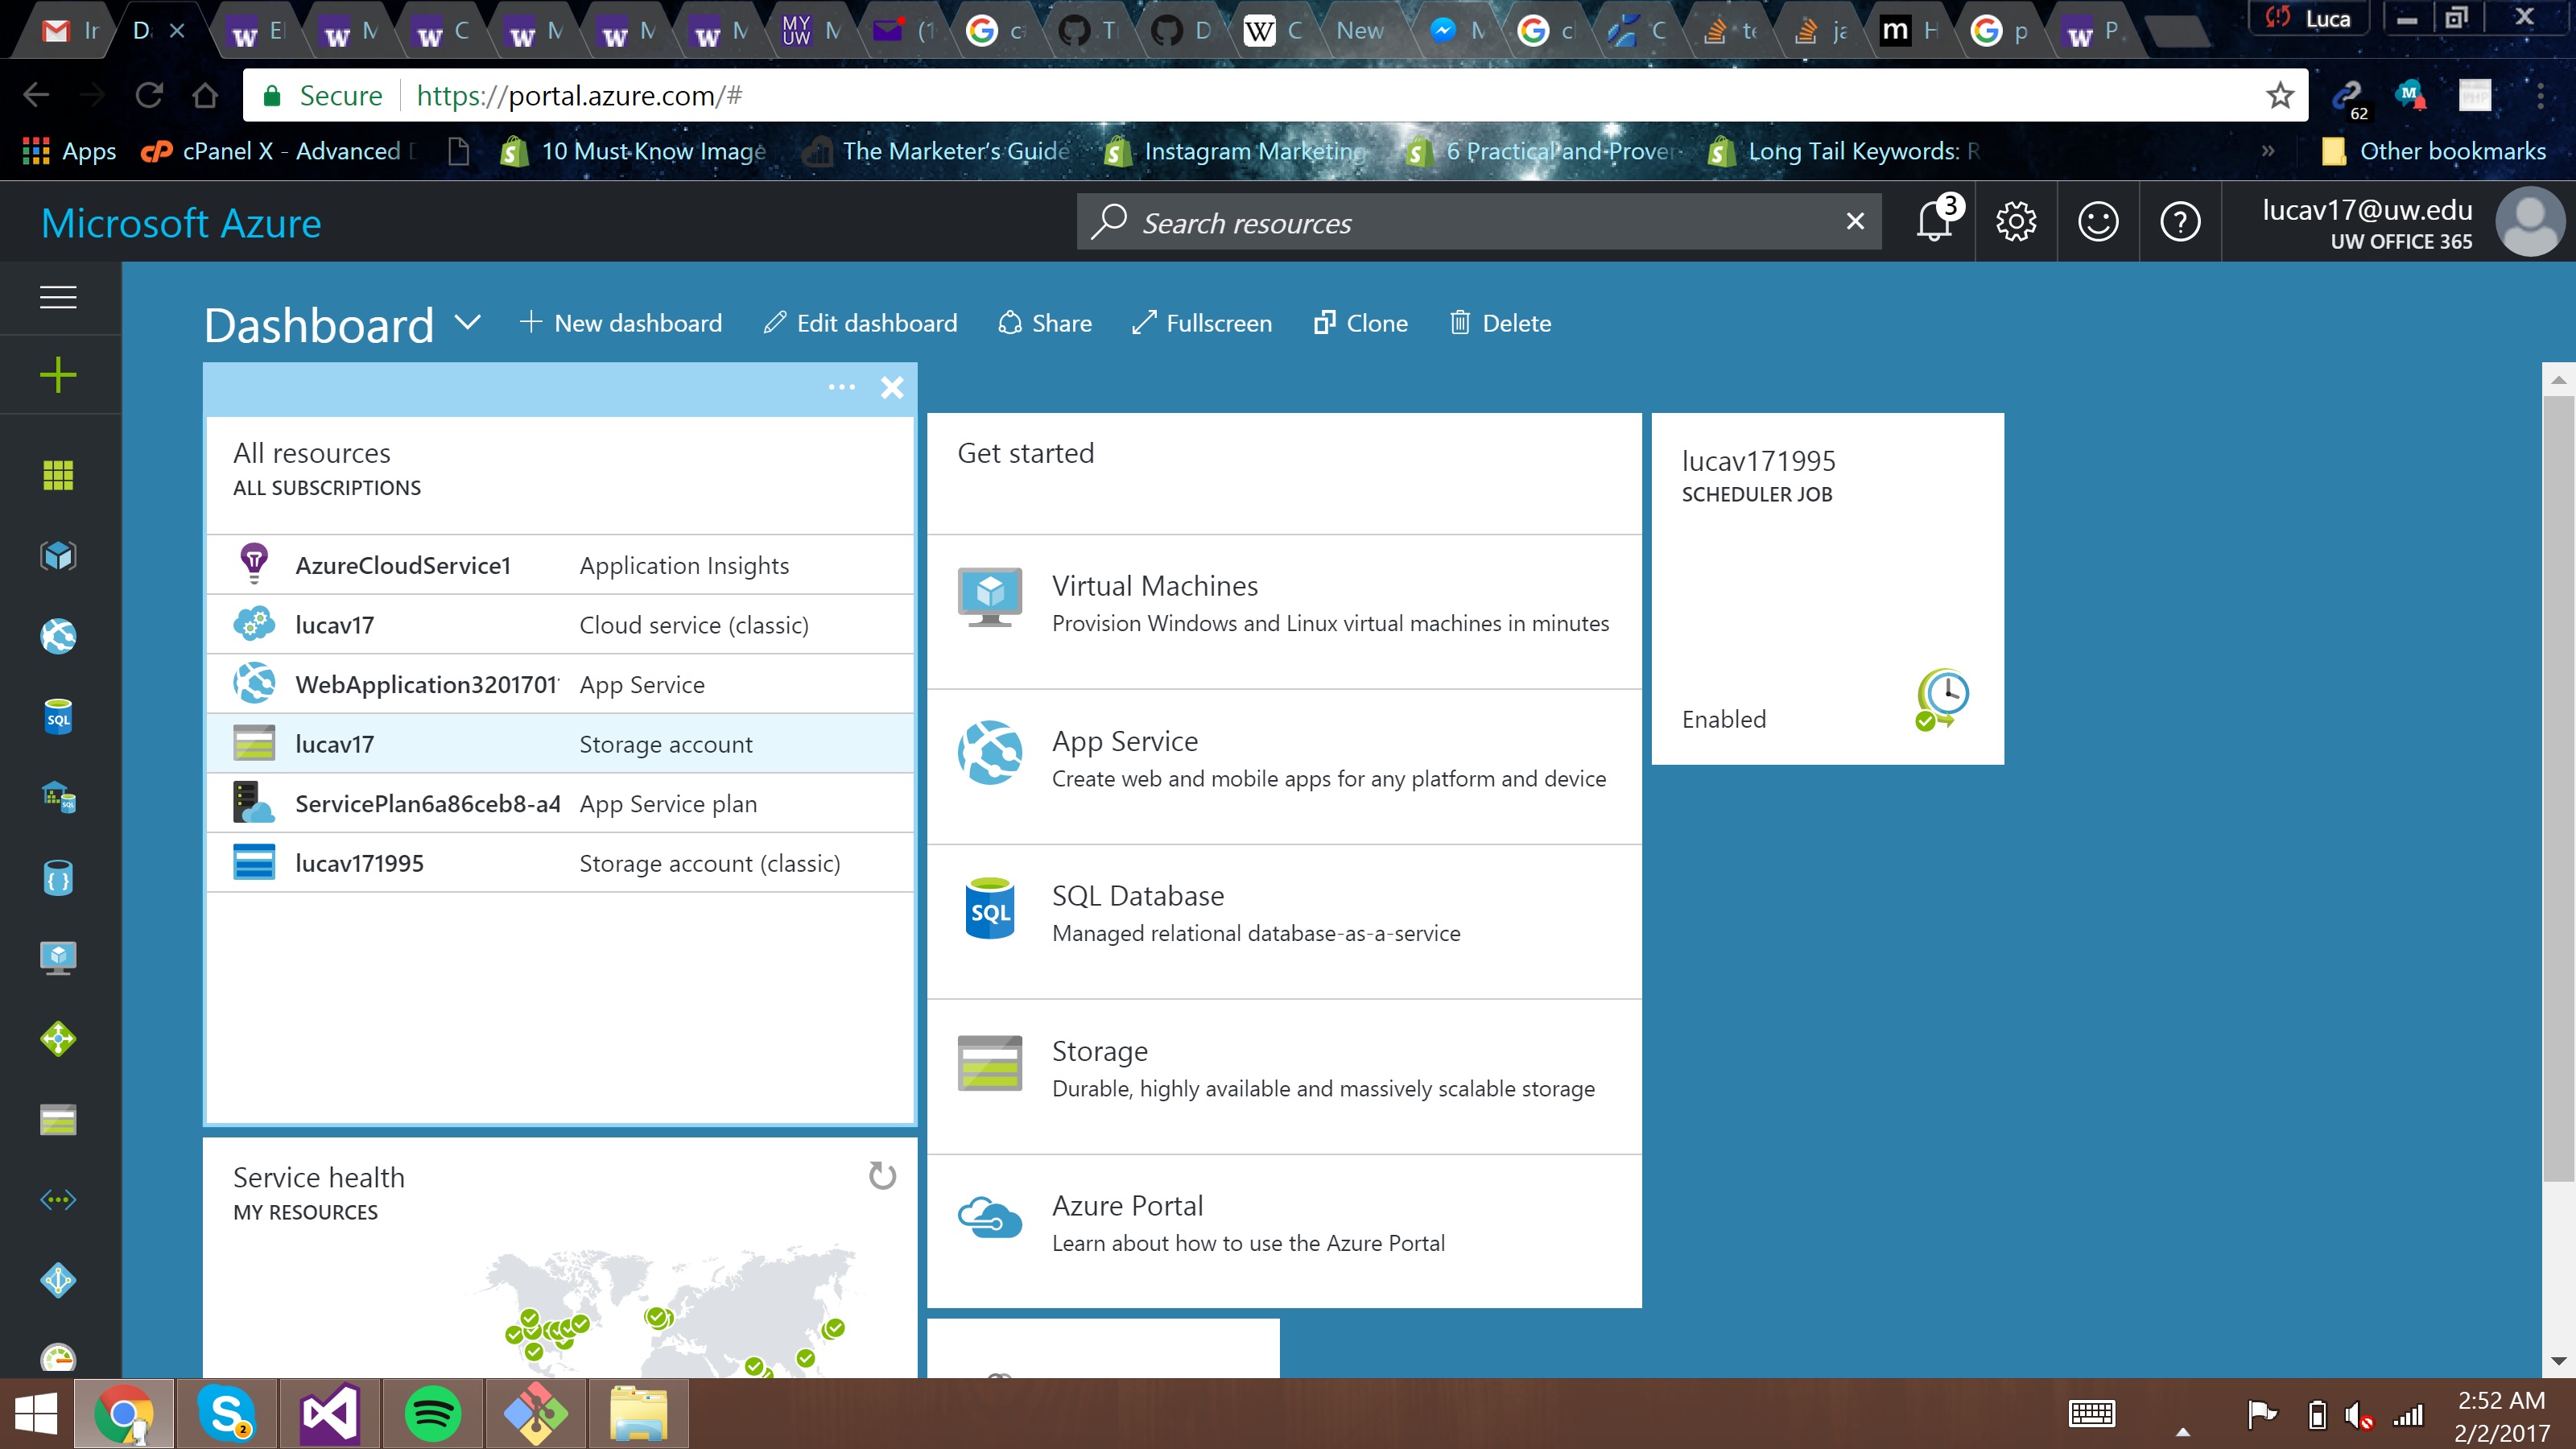 Ir
D
El
M
C
M
M
M
MY UW
M
(1
c
T
D
W
C
New
M
c
C
te
ja
m
H
p
P
Luca
Secure
https://portal.azure.com/#
62
Apps
cP
cPanel X - Advanced
10 Must-Know Image
The Marketer's Guide
Instagram Marketing
6 Practical and Prover
Long Tail Keywords: R
»
Other bookmarks
Microsoft Azure
Search resources
3
lucav17@uw.edu
UW OFFICE 365
Dashboard
New dashboard
Edit dashboard
Share
Fullscreen
Clone
Delete
All resources
ALL SUBSCRIPTIONS
AzureCloudService1 Application Insights
lucav17 Cloud service (classic)
WebApplication3201701 App Service
lucav17 Storage account
ServicePlan6a86ceb8-a4 App Service plan
lucav171995 Storage account (classic)
Service health
MY RESOURCES
Get started
Virtual Machines
Provision Windows and Linux virtual machines in minutes
App Service
Create web and mobile apps for any platform and device
SQL
SQL Database
Managed relational database-as-a-service
Storage
Durable, highly available and massively scalable storage
Azure Portal
Learn about how to use the Azure Portal
lucav171995
SCHEDULER JOB
Enabled
SQL
SQL
2
2:52 AM
2/2/2017